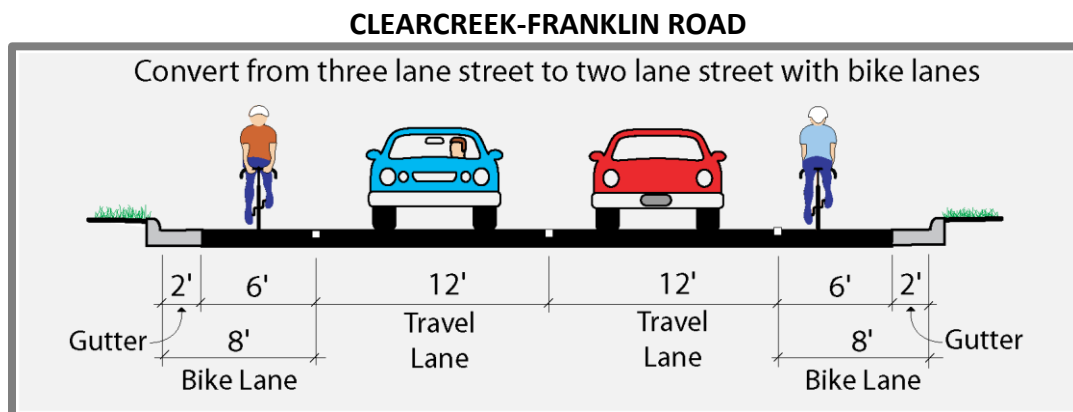 CLEARCREEK-FRANKLIN ROAD
Convert from three lane street to two lane street with bike lanes
2' 6' 12' 12' 6' 2'
Gutter 8' Travel Lane Travel Lane 8' Gutter
Bike Lane Bike Lane